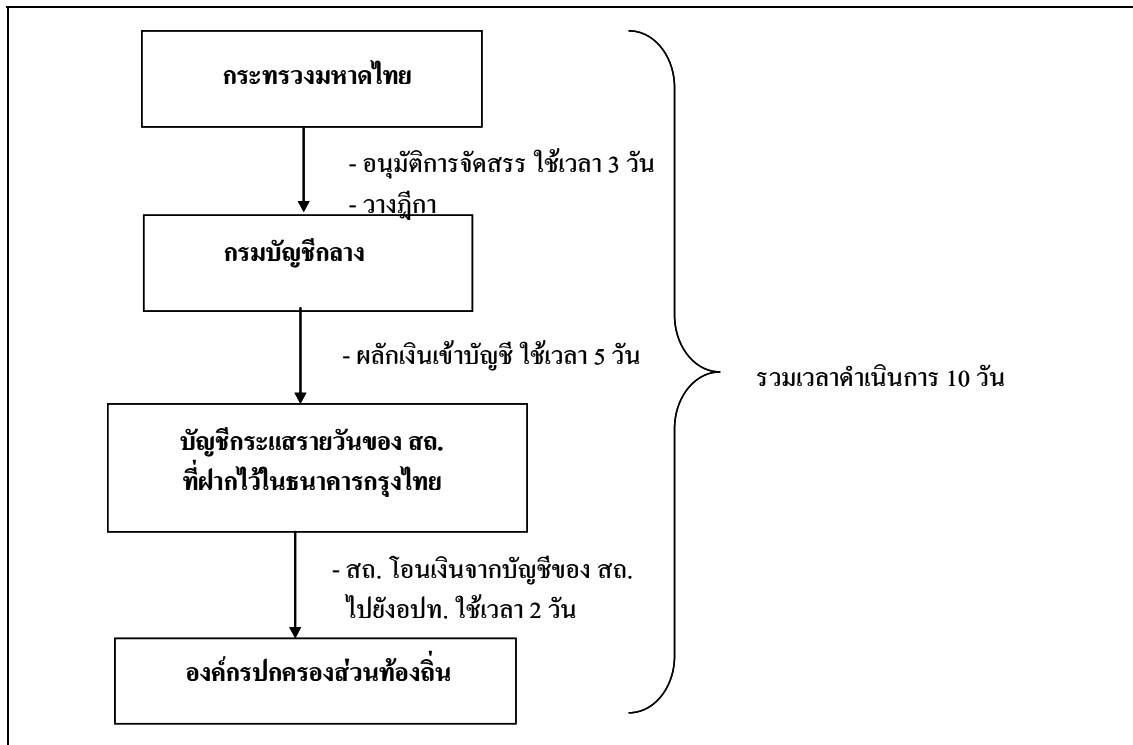 กระทรวงมหาดไทย
- อนุมัติการจัดสรร ใช้เวลา 3 วัน
- วางฎีกา
กรมบัญชีกลาง
- ผลักเงินเข้าบัญชี ใช้เวลา 5 วัน
รวมเวลาดำเนินการ 10 วัน
บัญชีกระแสรายวันของ สถ.
ที่ฝากไว้ในธนาคารกรุงไทย
- สถ. โอนเงินจากบัญชีของ สถ.
ไปยังอปท. ใช้เวลา 2 วัน
องค์กรปกครองส่วนท้องถิ่น